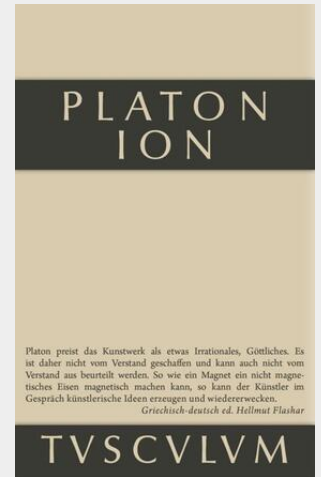 PLATON
ION
Platon preist das Kunstwerk als etwas Irrationales, Göttliches. Es
ist daher nicht vom Verstand geschaffen und kann auch nicht vom
Verstand aus beurteilt werden. So wie ein Magnet ein nicht magne-
tisches Eisen magnetisch machen kann, so kann der Künstler im
Gespräch künstlerische Ideen erzeugen und wiedererwecken.
Griechisch-deutsch ed. Hellmut Flashar
TVSCVLVM